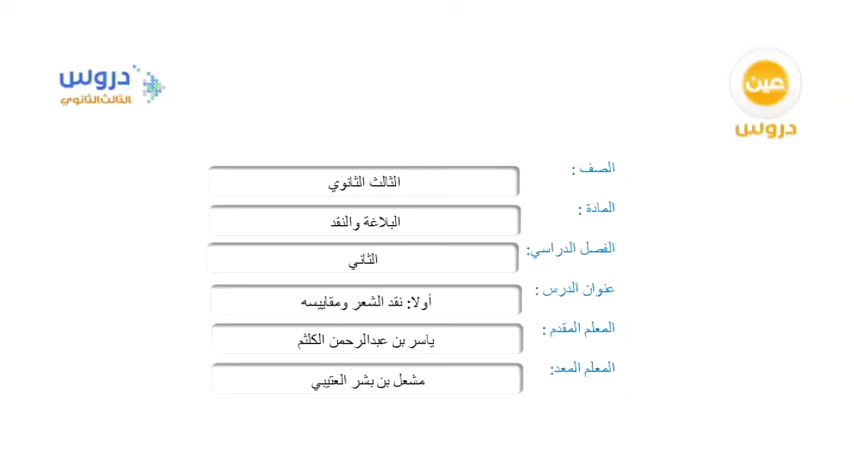 دروس
الثالث الثانوي
عين
دروس
الصف : الثالث الثانوي
المادة : البلاغة والنقد
الفصل الدراسي: الثاني
عنوان الدرس : أولا: نقد الشعر ومقاييسه
المعلم المقدم : ياسر بن عبدالرحمن الكلثم
المعلم المعد: مشعل بن بشر العتيبي